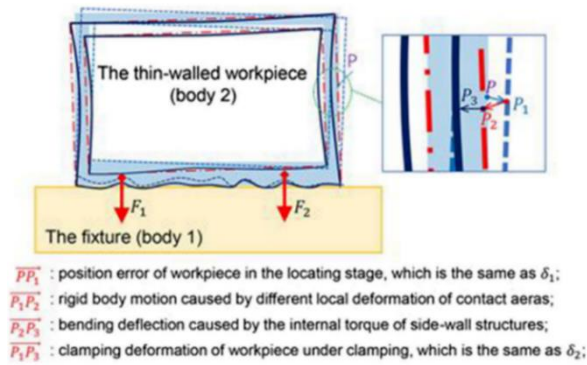 The thin-walled workpiece
(body 2)
P
P
P₃
P₁
P₂
F₁
F₂
The fixture (body 1)
PP₁ : position error of workpiece in the locating stage, which is the same as δ₁;
P₁P₂ : rigid body motion caused by different local deformation of contact aeras;
P₂P₃ : bending deflection caused by the internal torque of side-wall structures;
P₁P₃ : clamping deformation of workpiece under clamping, which is the same as δ₂;